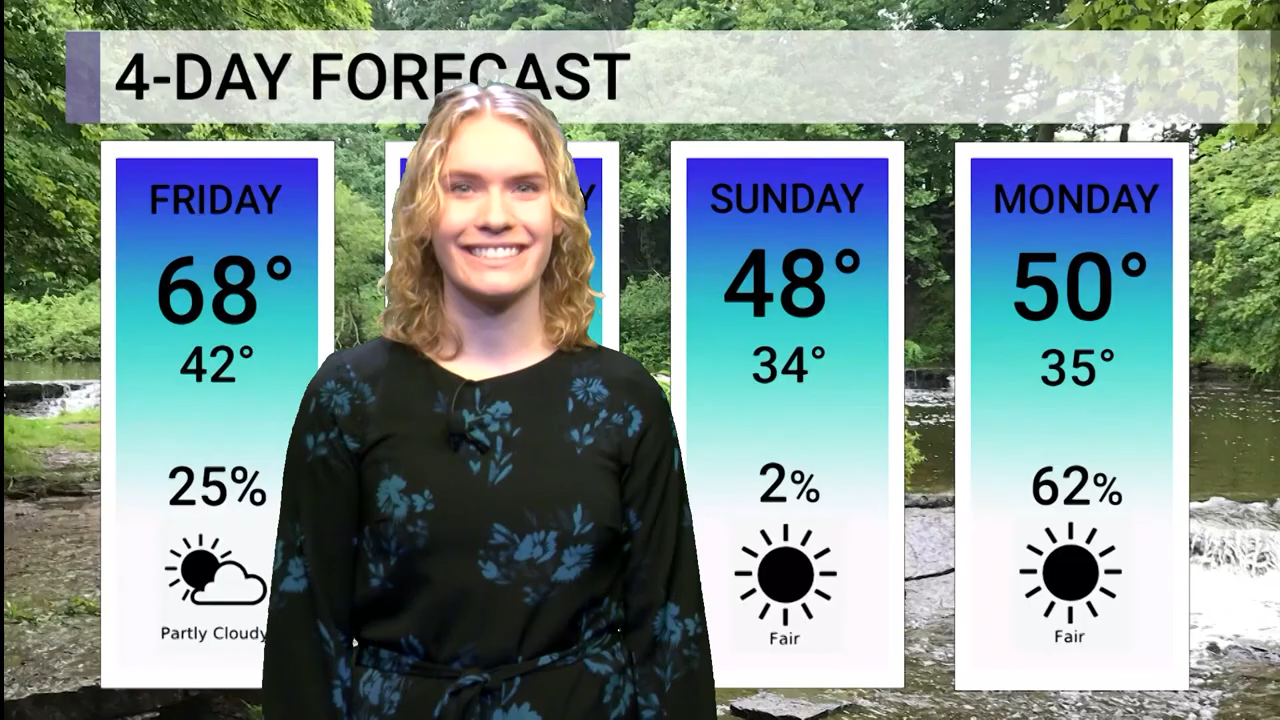 4-DAY FORECAST
FRIDAY
68°
42°
25%
Partly Cloudy
Y
SUNDAY
48°
34°
2%
Fair
MONDAY
50°
35°
62%
Fair